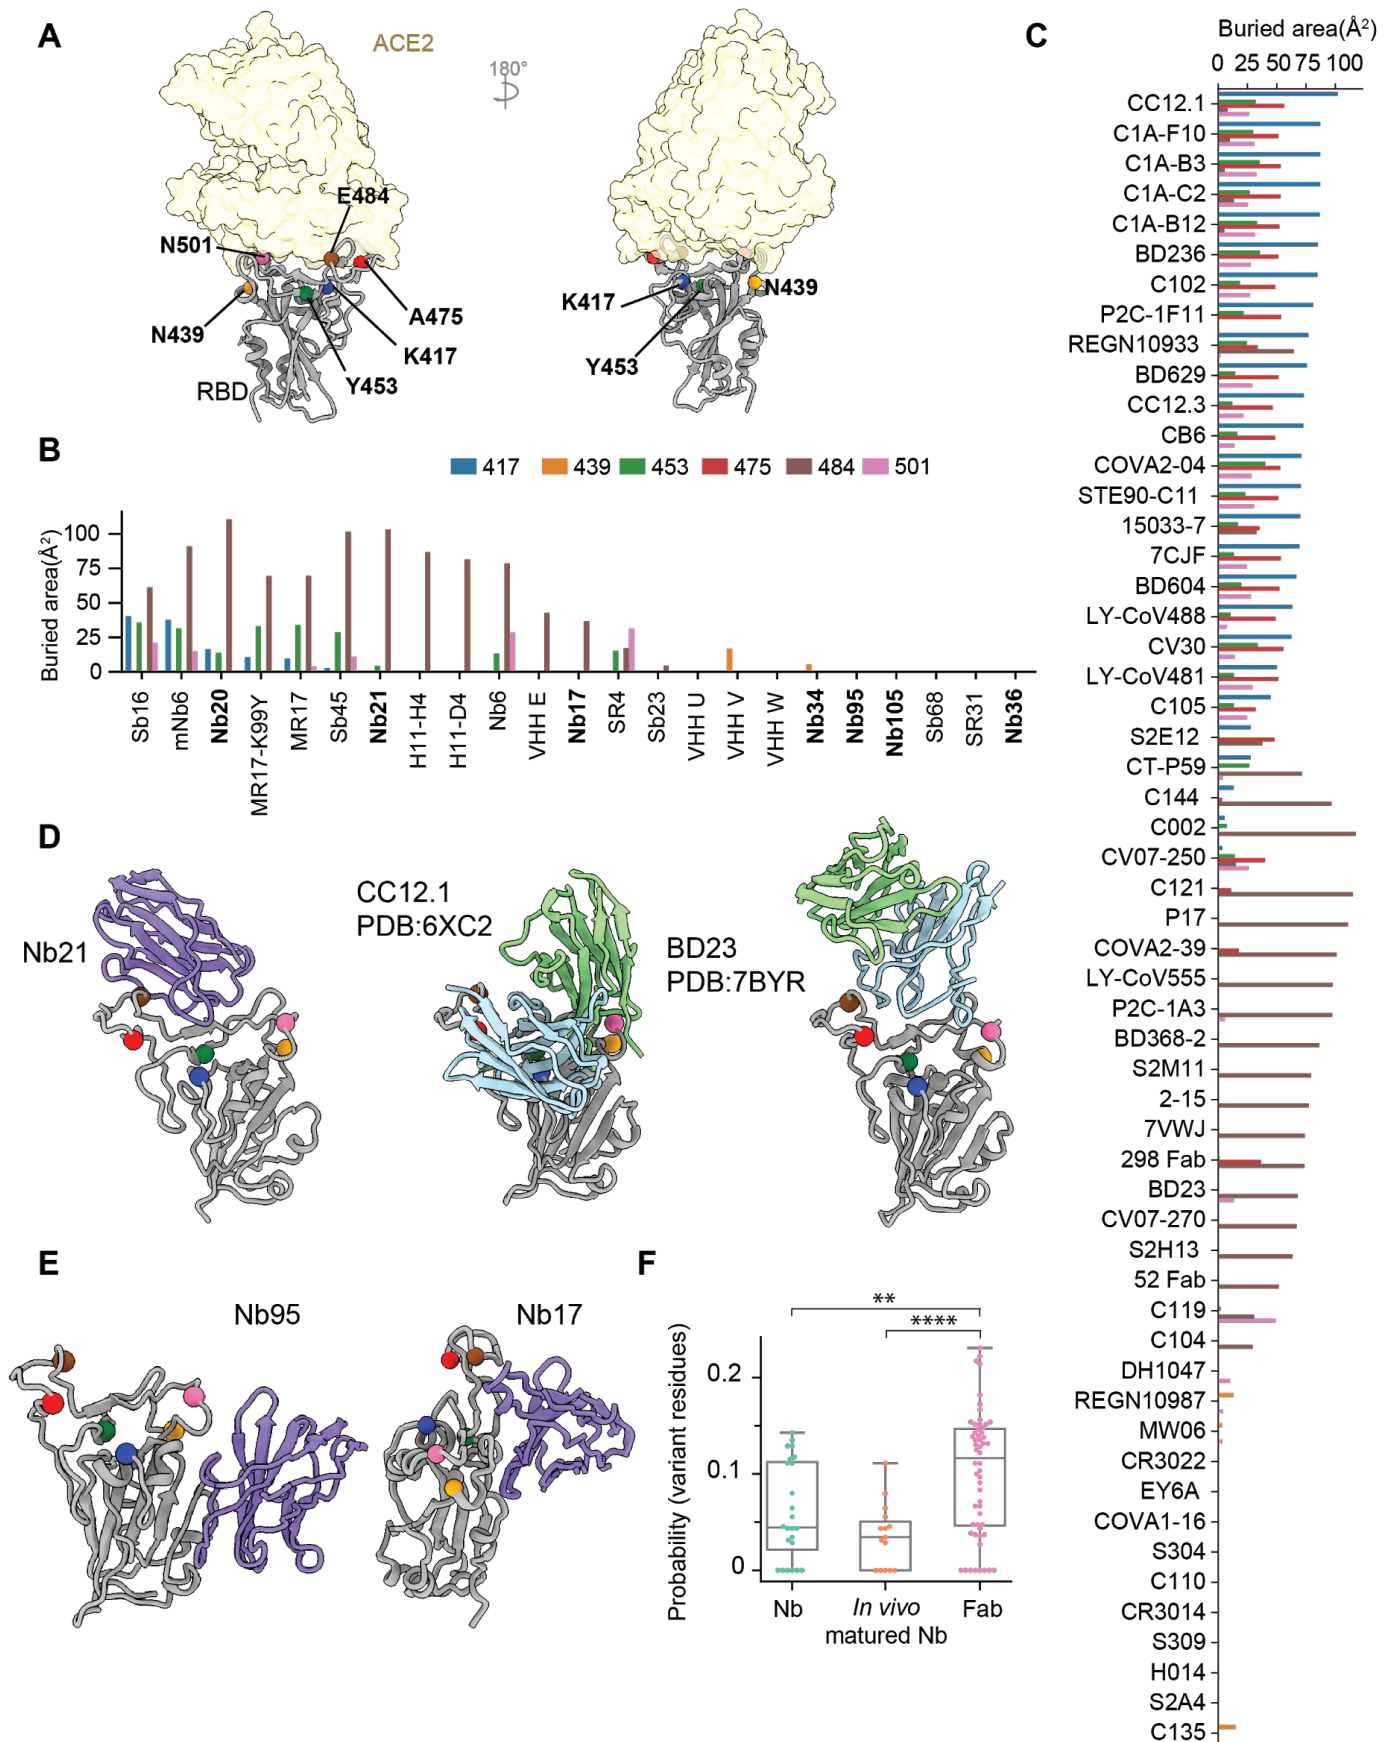 A
ACE2
180°
E484
N501
N439
A475
K417
Y453
RBD
K417
N439
Y453
B
417 439 453 475 484 501
Buried area(Å²)
100
75
50
25
0
Sb16
mNb6
Nb20
MR17-K99Y
MR17
Sb45
Nb21
H11-H4
H11-D4
Nb6
VHH E
Nb17
SR4
Sb23
VHH U
VHH V
VHH W
Nb34
Nb95
Nb105
Sb68
SR31
Nb36
C
Buried area(Å²)
0 25 50 75 100
CC12.1
C1A-F10
C1A-B3
C1A-C2
C1A-B12
BD236
C102
P2C-1F11
REGN10933
BD629
CC12.3
CB6
COVA2-04
STE90-C11
15033-7
7CJF
BD604
LY-CoV488
CV30
LY-CoV481
C105
S2E12
CT-P59
C144
C002
CV07-250
C121
P17
COVA2-39
LY-CoV555
P2C-1A3
BD368-2
S2M11
2-15
7VWJ
298 Fab
BD23
CV07-270
S2H13
52 Fab
C119
C104
DH1047
REGN10987
MW06
CR3022
EY6A
COVA1-16
S304
C110
CR3014
S309
H014
S2A4
C135
D
Nb21
CC12.1
PDB:6XC2
BD23
PDB:7BYR
E
Nb95
Nb17
F
**
****
Probability (variant residues)
0.2
0.1
0
Nb
In vivo
matured Nb
Fab